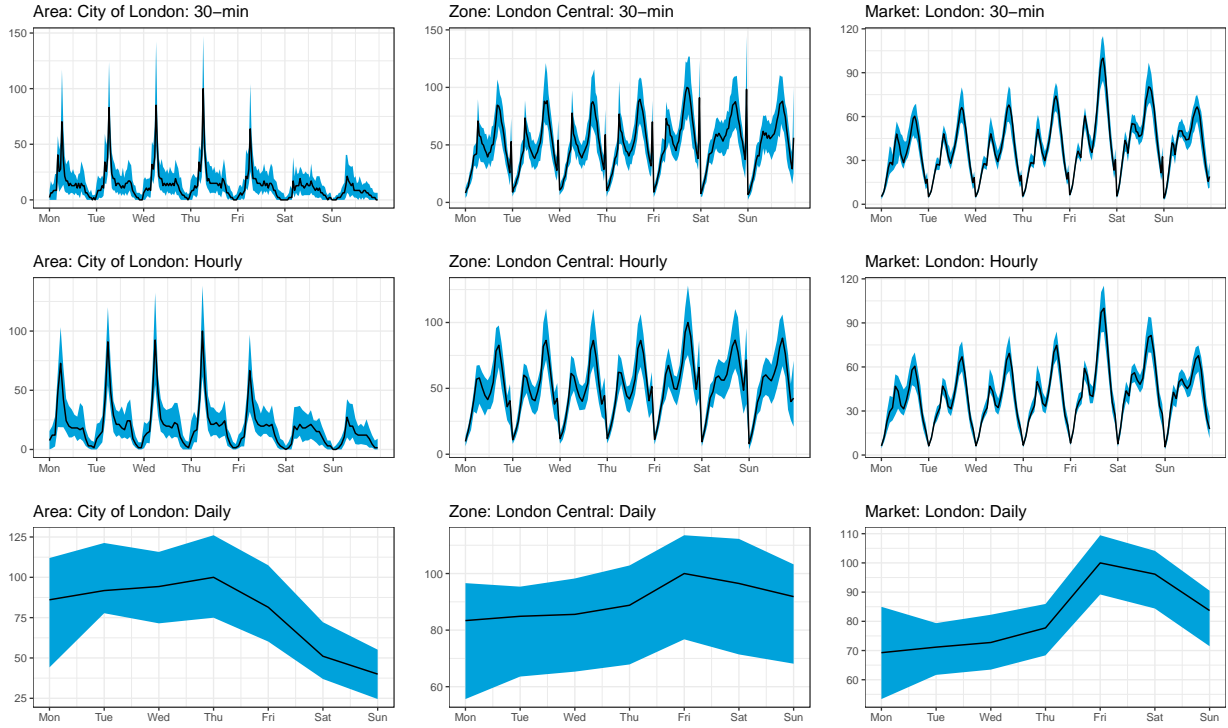 Area: City of London: 30−min
150
100
50
0
Mon Tue Wed Thu Fri Sat Sun
Zone: London Central: 30−min
150
100
50
0
Mon Tue Wed Thu Fri Sat Sun
Market: London: 30−min
120
90
60
30
0
Mon Tue Wed Thu Fri Sat Sun
Area: City of London: Hourly
100
50
0
Mon Tue Wed Thu Fri Sat Sun
Zone: London Central: Hourly
100
50
0
Mon Tue Wed Thu Fri Sat Sun
Market: London: Hourly
120
90
60
30
0
Mon Tue Wed Thu Fri Sat Sun
Area: City of London: Daily
125
100
75
50
25
Mon Tue Wed Thu Fri Sat Sun
Zone: London Central: Daily
100
80
60
Mon Tue Wed Thu Fri Sat Sun
Market: London: Daily
110
100
90
80
70
60
Mon Tue Wed Thu Fri Sat Sun